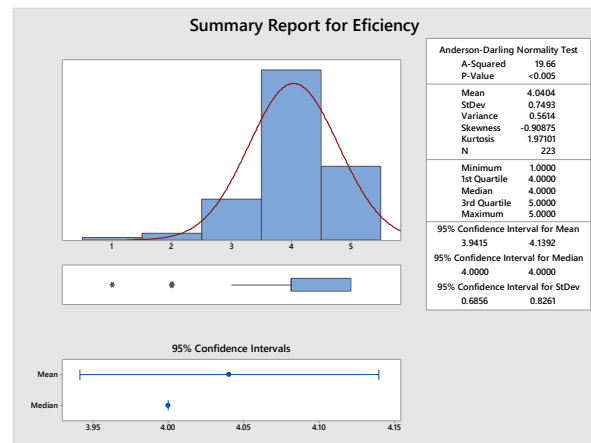 Summary Report for Eficiency
Anderson-Darling Normality Test
A-Squared 19.66
P-Value <0.005
Mean 4.0404
StDev 0.7493
Variance 0.5614
Skewness -0.90875
Kurtosis 1.97101
N 223
Minimum 1.0000
1st Quartile 4.0000
Median 4.0000
3rd Quartile 5.0000
Maximum 5.0000
95% Confidence Interval for Mean
3.9415 4.1392
95% Confidence Interval for Median
4.0000 4.0000
95% Confidence Interval for StDev
0.6856 0.8261
1 2 3 4 5
95% Confidence Intervals
Mean
Median
3.95 4.00 4.05 4.10 4.15